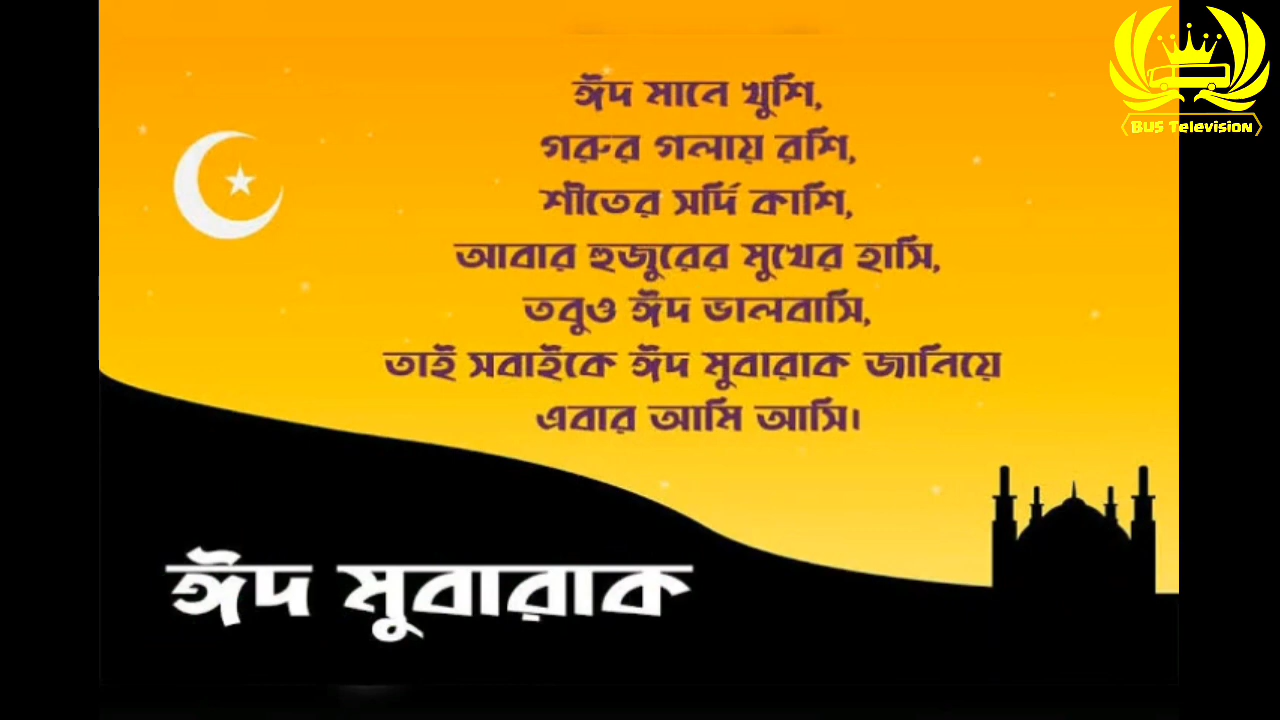 ঈদ মানে খুশি,
গরুর গলায় রশি,
শীতের সর্দি কাশি,
আবার হুজুরের মুখের হাসি,
তবুও ঈদ ভালবাসি,
তাই সবাইকে ঈদ মুবারাক জানিয়ে
এবার আমি আসি।
ঈদ মুবারাক
BUS Television